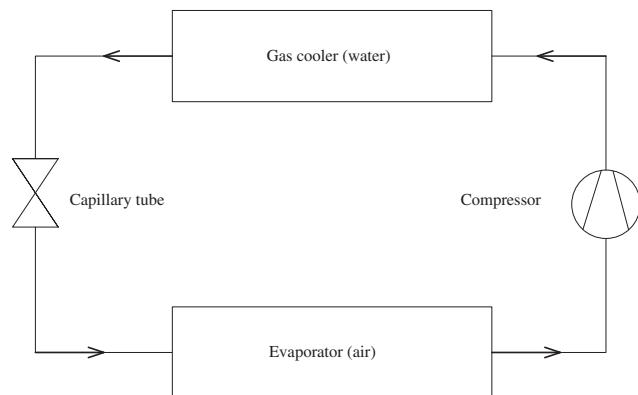 Gas cooler (water)
Capillary tube
Compressor
Evaporator (air)